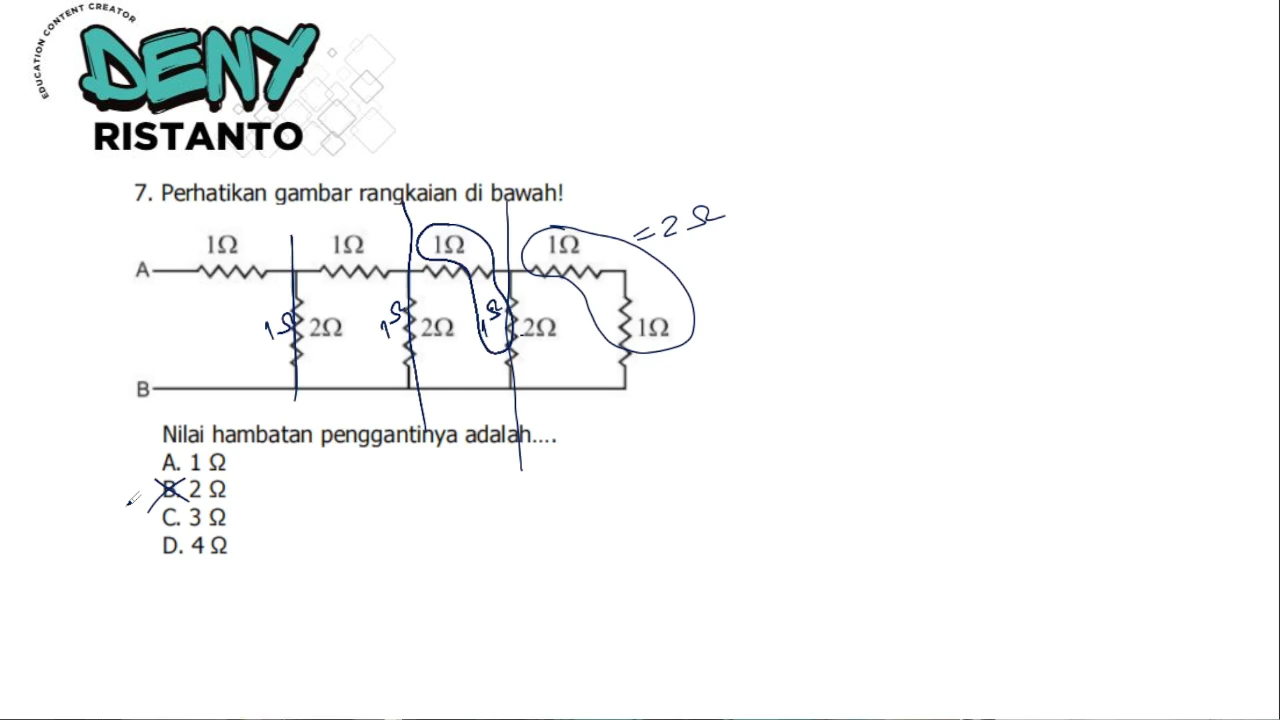 EDUCATION CONTENT CREATOR
DENY
RISTANTO
7. Perhatikan gambar rangkaian di bawah!
= 2 Ω
1Ω 1Ω 1Ω 1Ω
A
1Ω 2Ω 1Ω 2Ω 1Ω 2Ω 1Ω
B
Nilai hambatan penggantinya adalah....
A. 1 Ω
B. 2 Ω
C. 3 Ω
D. 4 Ω